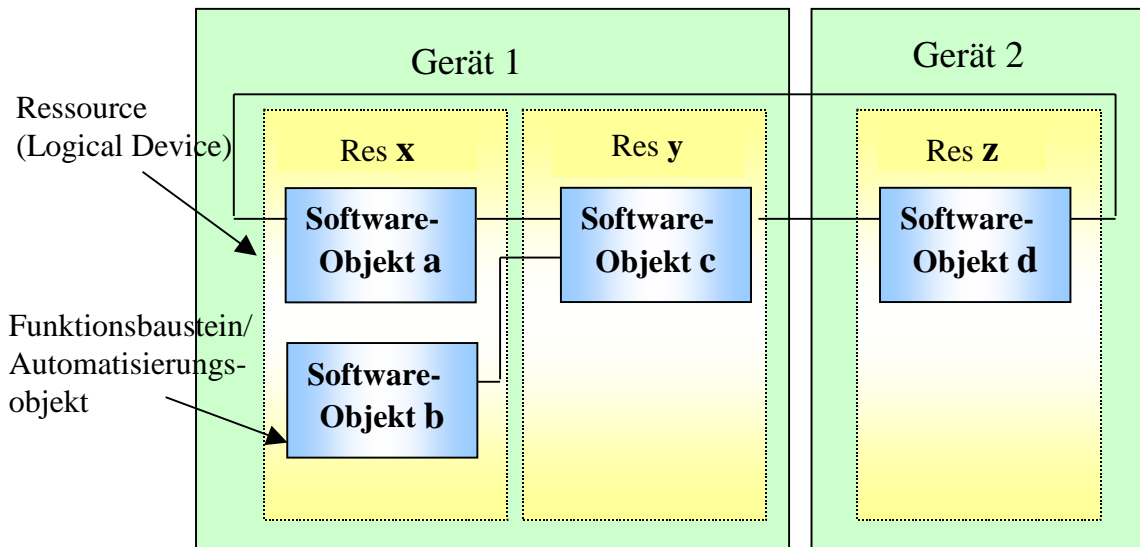 Gerät 1
Gerät 2
Ressource
(Logical Device)
Res x
Res y
Res z
Software-
Objekt a
Software-
Objekt c
Software-
Objekt d
Funktionsbaustein/
Automatisierungs-
objekt
Software-
Objekt b